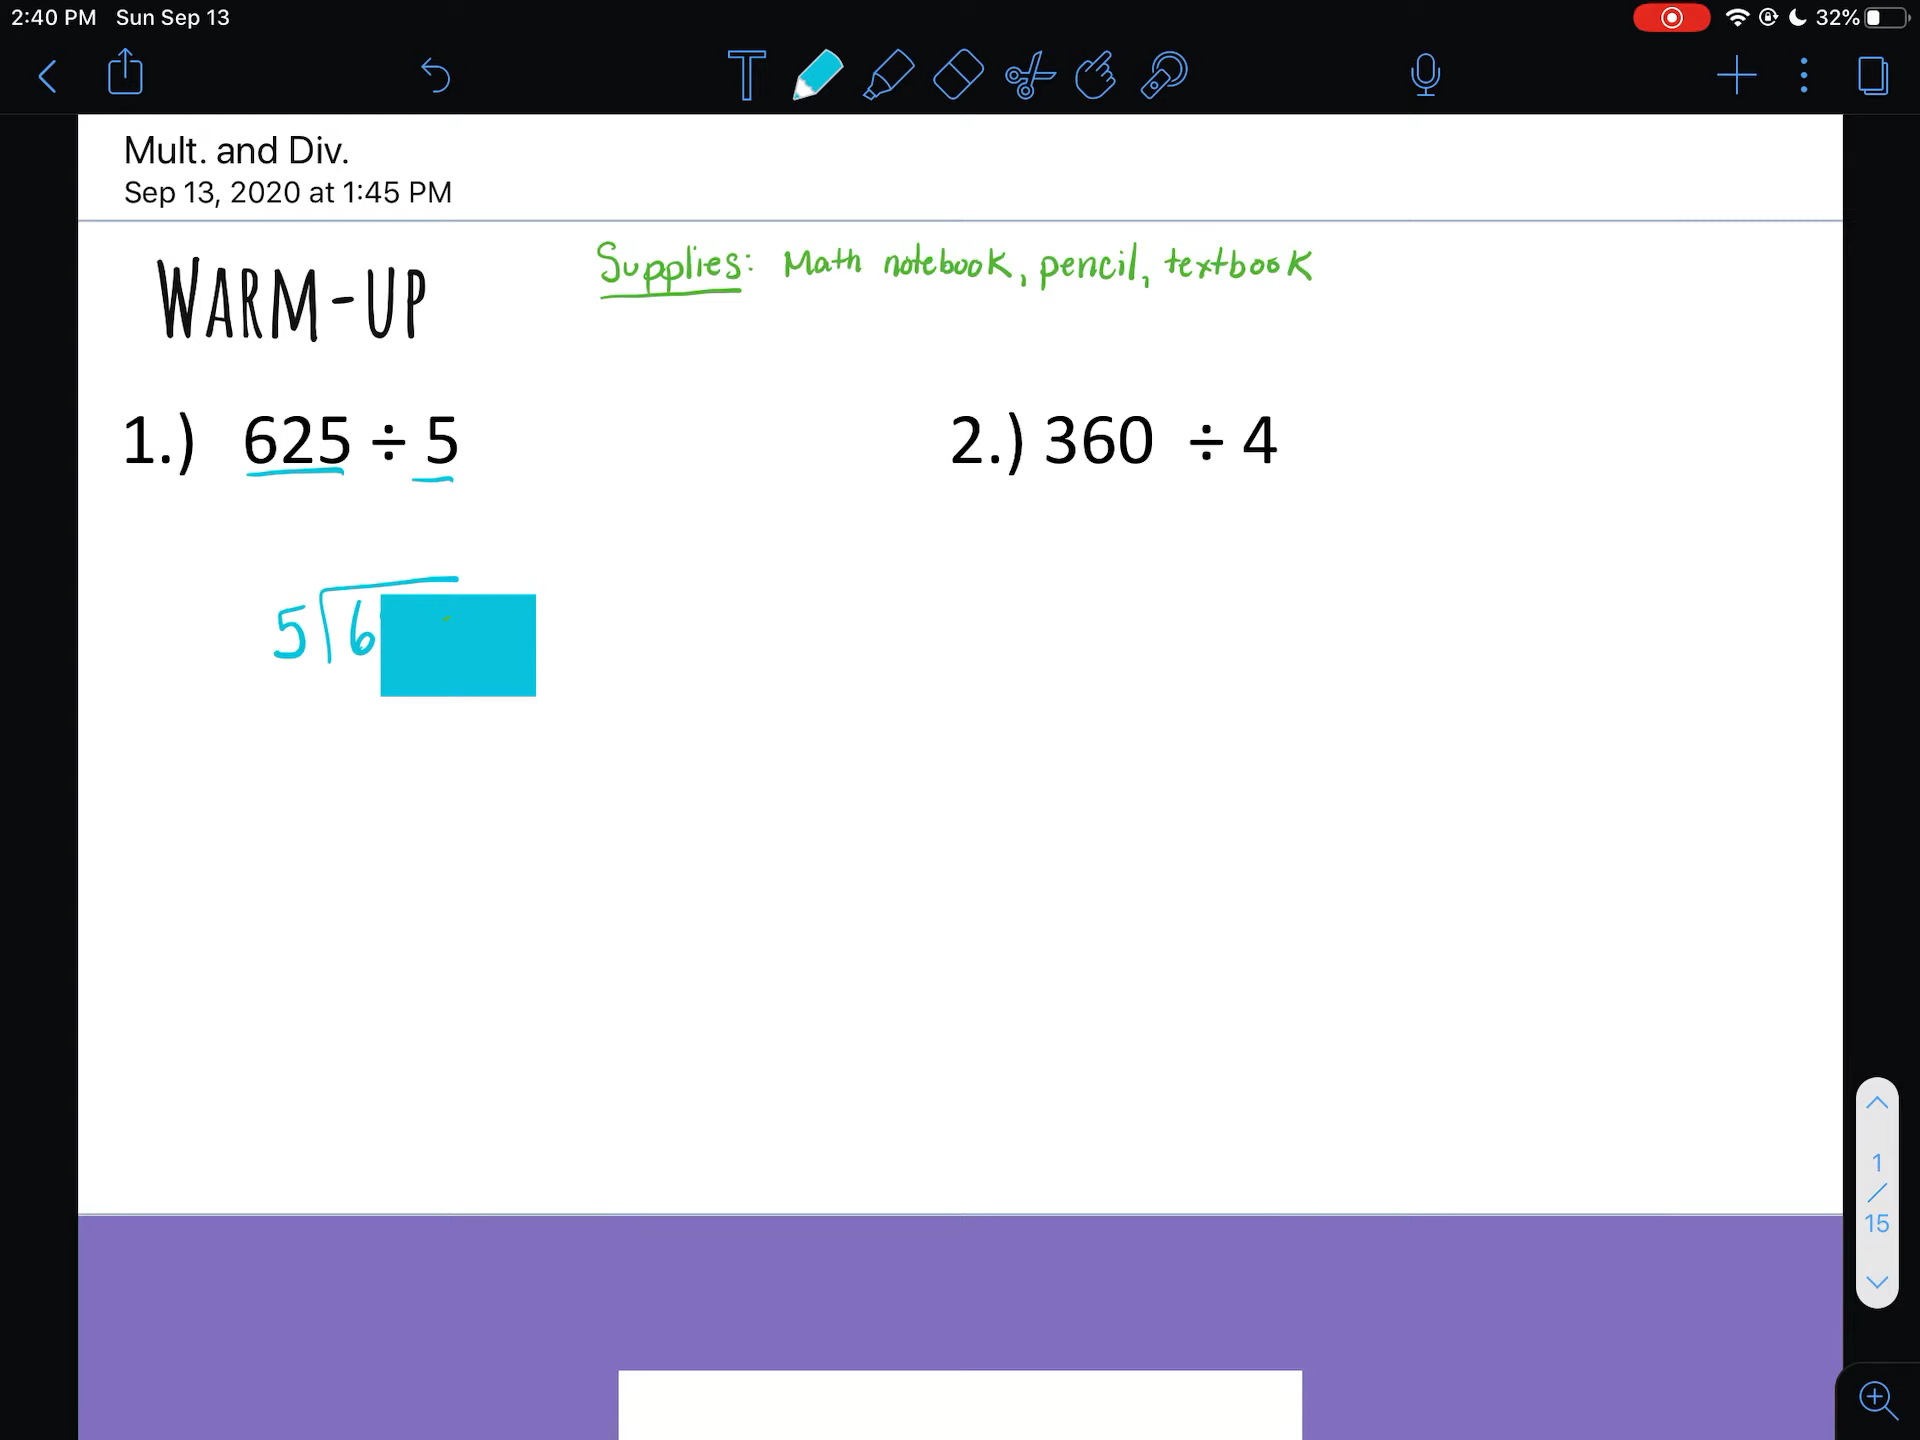 2:40 PM Sun Sep 13
32%
T
Mult. and Div.
Sep 13, 2020 at 1:45 PM
Supplies: Math notebook, pencil, textbook
WARM-UP
1.) 625 ÷ 5
2.) 360 ÷ 4
5 6
1
/
15